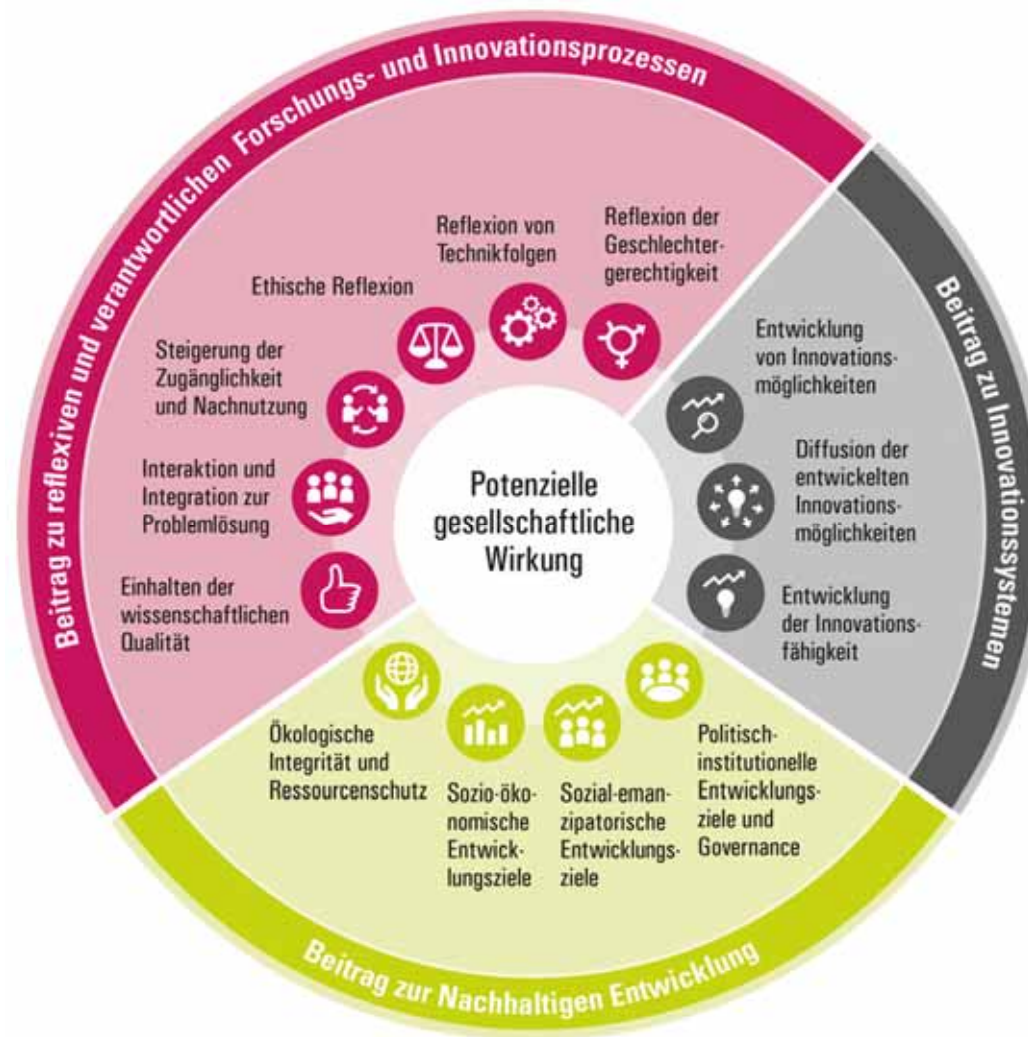 Beitrag zu reflexiven und verantwortlichen Forschungs- und Innovationsprozessen
Reflexion der
Geschlechter-
gerechtigkeit
Reflexion von
Technikfolgen
Ethische Reflexion
Steigerung der
Zugänglichkeit
und Nachnutzung
Interaktion und
Integration zur
Problemlösung
Einhalten der
wissenschaftlichen
Qualität
Potenzielle
gesellschaftliche
Wirkung
Beitrag zu Innovationssystemen
Entwicklung
von Innovations-
möglichkeiten
Diffusion der
entwickelten
Innovations-
möglichkeiten
Entwicklung
der Innovations-
fähigkeit
Ökologische
Integrität und
Ressourcenschutz
Sozio-öko-
nomische
Entwick-
lungsziele
Sozial-eman-
zipatorische
Entwicklungs-
ziele
Politisch-
institutionelle
Entwicklungs-
ziele und
Governance
Beitrag zur Nachhaltigen Entwicklung